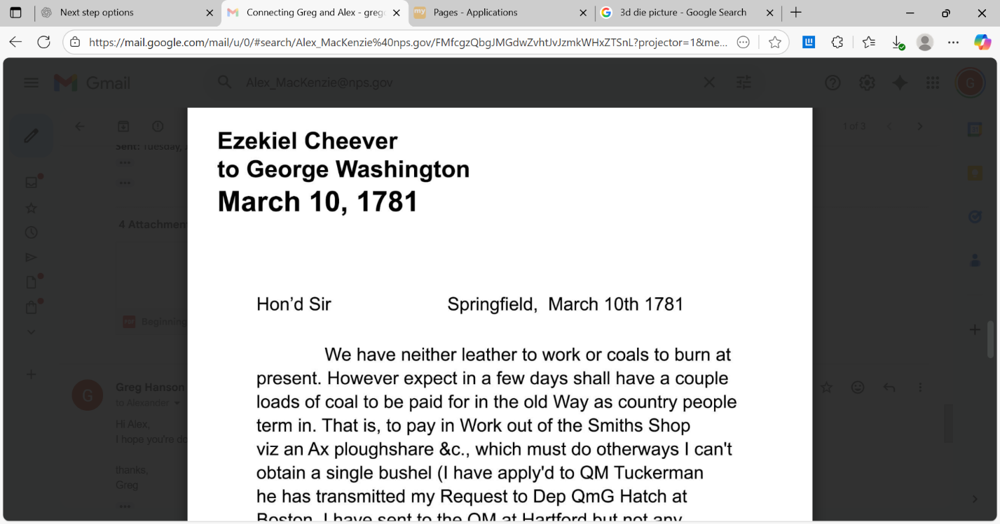 Next step options
Connecting Greg and Alex - grego
my
Pages - Applications
3d die picture - Google Search
https://mail.google.com/mail/u/0/#search/Alex_MacKenzie%40nps.gov/FMfcgzQbgJMGdwZvhtJvJzmkWHxZTSnL?projector=1&me...
Gmail
Alex_MacKenzie@nps.gov
G
1 of 3
Sent: Tuesday,
4 Attachmen
PDF
Beginning
G
Greg Hanson
to Alexander
Hi Alex,
I hope you're do
thanks,
Greg
Ezekiel Cheever
to George Washington
March 10, 1781
Hon'd Sir Springfield, March 10th 1781
We have neither leather to work or coals to burn at
present. However expect in a few days shall have a couple
loads of coal to be paid for in the old Way as country people
term in. That is, to pay in Work out of the Smiths Shop
viz an Ax ploughshare &c., which must do otherways I can't
obtain a single bushel (I have apply'd to QM Tuckerman
he has transmitted my Request to Dep QmG Hatch at
Boston. I have sent to the QM at Hartford but not any